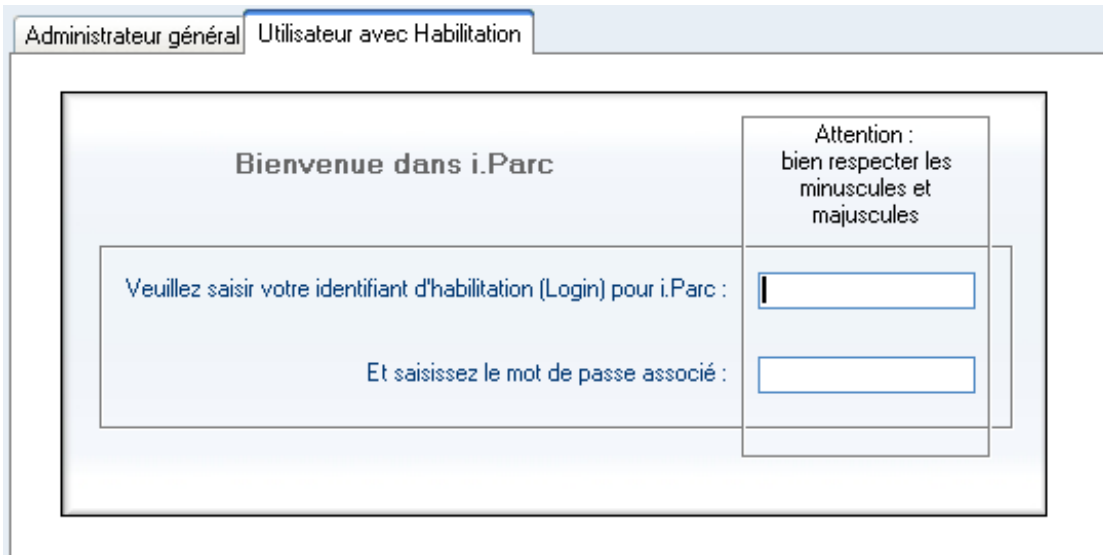 Administrateur général
Utilisateur avec Habilitation
Bienvenue dans i.Parc
Attention :
bien respecter les
minuscules et
majuscules
Veuillez saisir votre identifiant d'habilitation (Login) pour i.Parc :
Et saisissez le mot de passe associé :